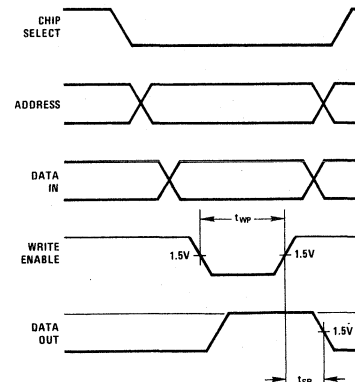 CHIP
SELECT
ADDRESS
DATA
IN
tWP
WRITE
ENABLE
1.5V
1.5V
DATA
OUT
1.5V
tSR